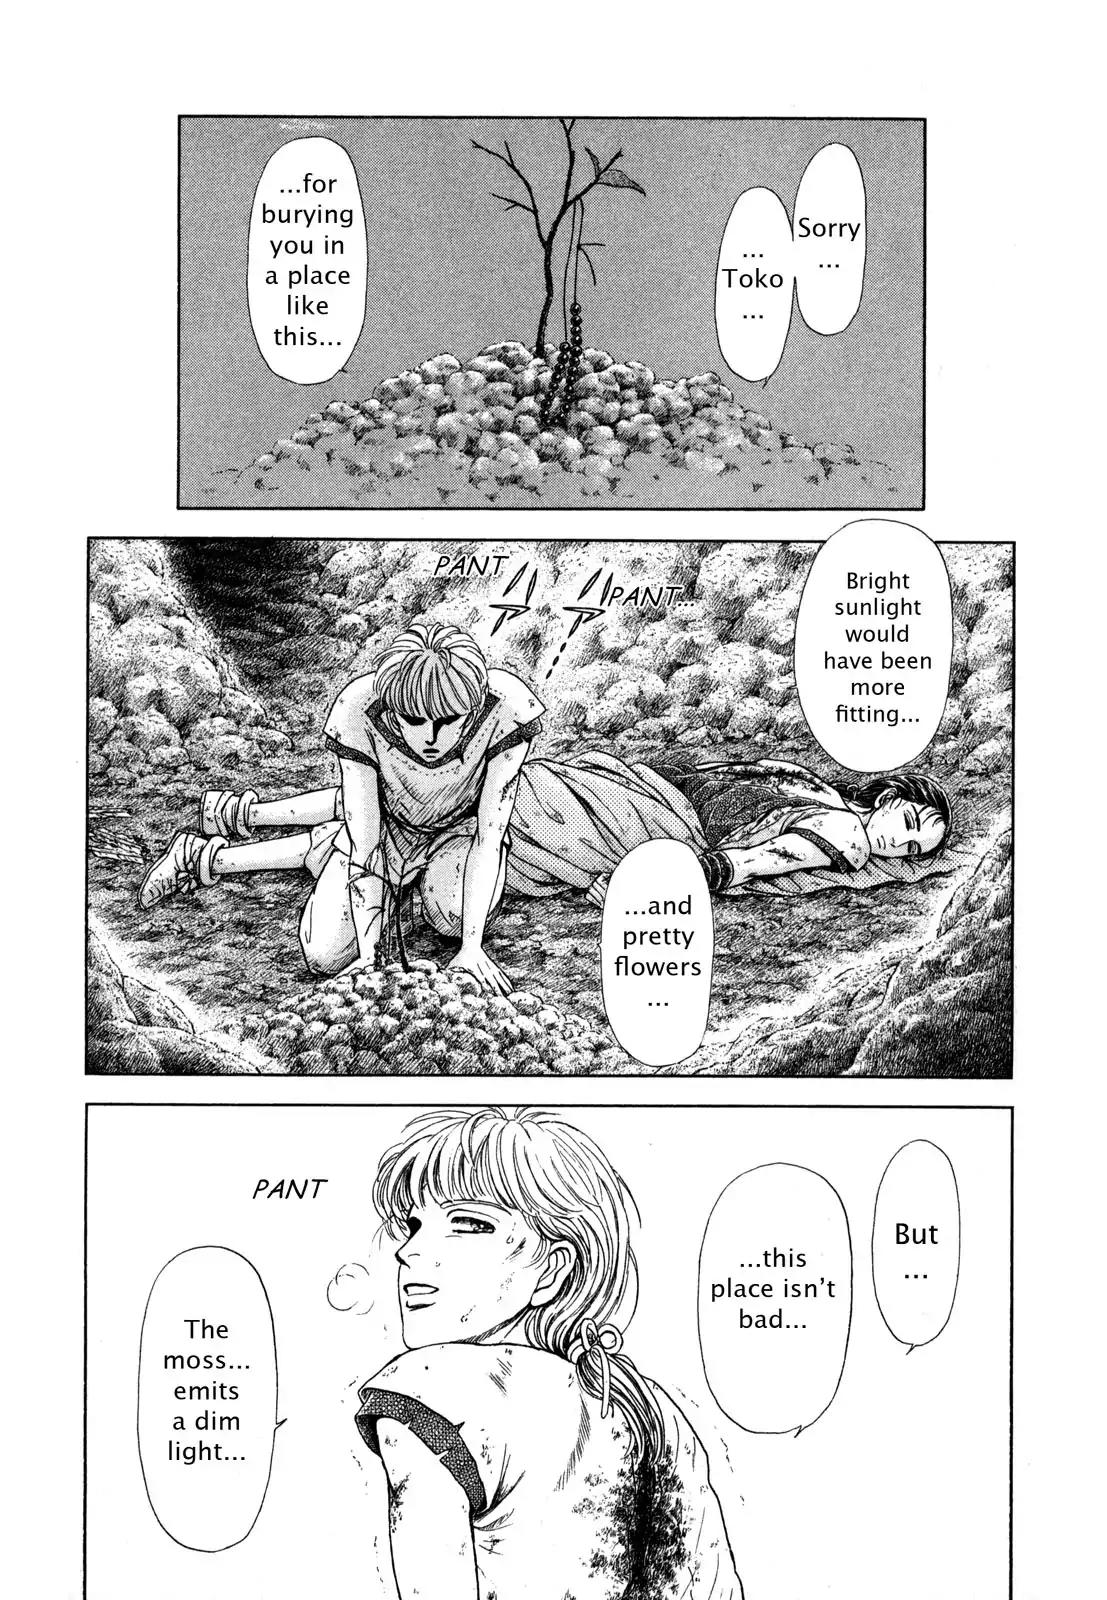 Sorry
...
...
Toko
...
...for
burying
you in
a place
like
this...
Bright
sunlight
would
have been
more
fitting...
PANT...
PANT
...and
pretty
flowers
...
But
...
...this
place isn't
bad...
PANT
The
moss...
emits
a dim
light...